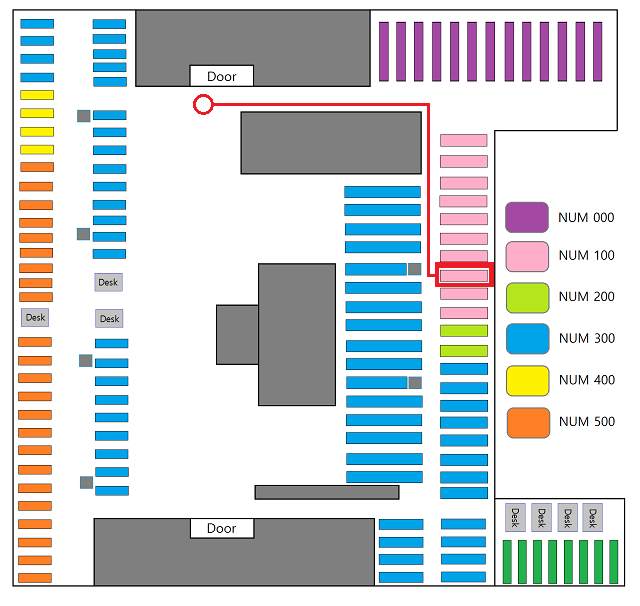 Door
NUM 000
NUM 100
Desk
NUM 200
Desk
Desk
NUM 300
NUM 400
NUM 500
Desk
Desk
Desk
Desk
Door